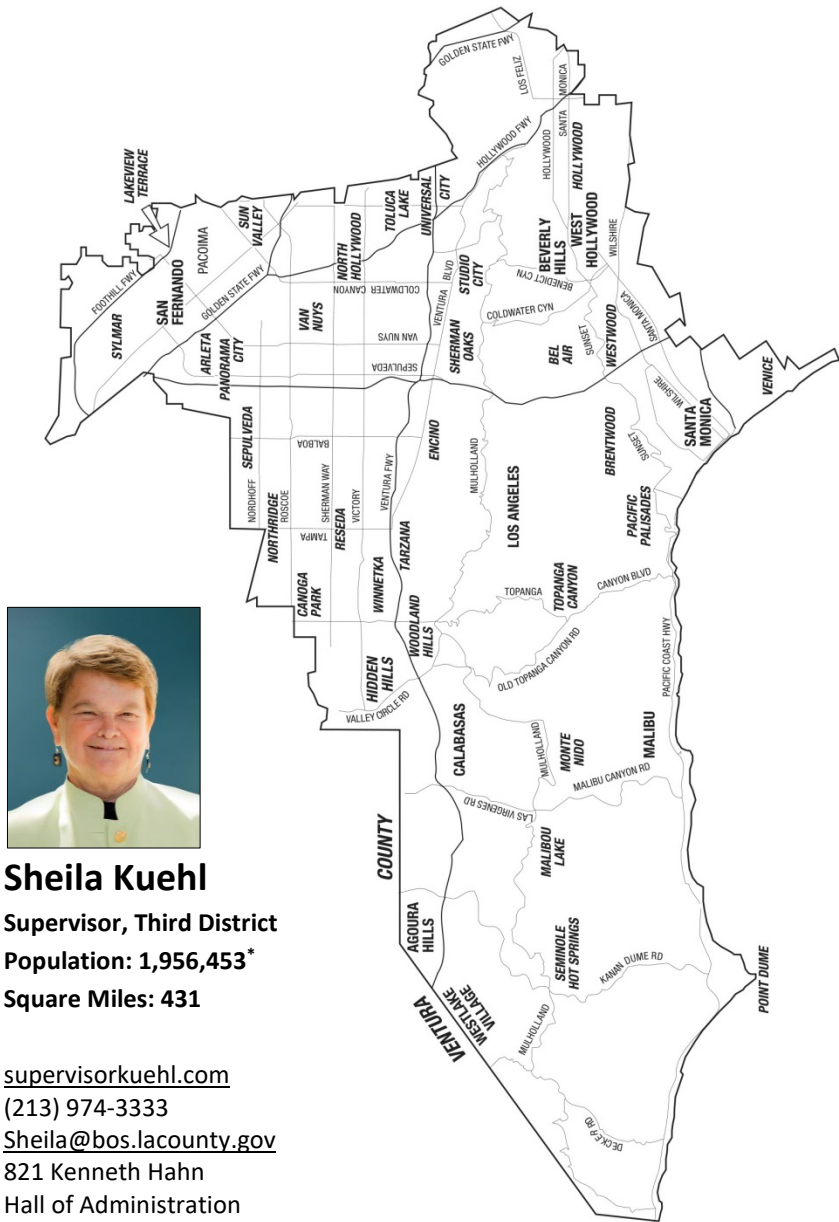 GOLDEN STATE FWY
LOS FELIZ
SANTA MONICA
HOLLYWOOD
HOLLYWOOD FWY
HOLLYWOOD
LAKEVIEW
TERRACE
SUN
VALLEY
PACOIMA
FOOTHILL FWY
SYLMAR
SAN
FERNANDO
GOLDEN STATE FWY
ARLETA
PANORAMA
CITY
VAN
NUYS
NORTH
HOLLYWOOD
TOLUCA
LAKE
UNIVERSAL
CITY
COLDWATER CANYON
VAN NUYS
SEPULVEDA
VENTURA BLVD
STUDIO
CITY
SHERMAN
OAKS
COLDWATER CYN
BENEDICT CYN
BEVERLY
HILLS
WEST
HOLLYWOOD
WILSHIRE
SANTA MONICA
BEL
AIR
SUNSET
WESTWOOD
SEPULVEDA
BALBOA
ENCINO
MULHOLLAND
BRENTWOOD
SUNSET
WILSHIRE
SANTA
MONICA
VENICE
NORDHOFF
NORTHRIDGE
ROSCOE
SHERMAN WAY
RESEDA
VICTORY
VENTURA FWY
TAMPA
TARZANA
LOS ANGELES
PACIFIC
PALISADES
CANOGA
PARK
WINNETKA
WOODLAND
HILLS
TOPANGA
TOPANGA
CANYON
CANYON BLVD
HIDDEN
HILLS
VALLEY CIRCLE RD
OLD TOPANGA CANYON RD
PACIFIC COAST HWY
CALABASAS
MULHOLLAND
MONTE
NIDO
MALIBU
LAS VIRGENES RD
MALIBU CANYON RD
VENTURA COUNTY
AGOURA
HILLS
MALIBOU
LAKE
WESTLAKE
VILLAGE
SEMINOLE
HOT SPRINGS
KANAN DUME RD
MULHOLLAND
POINT DUME
DECKER RD
Sheila Kuehl
Supervisor, Third District
Population: 1,956,453*
Square Miles: 431
supervisorkuehl.com
(213) 974-3333
Sheila@bos.lacounty.gov
821 Kenneth Hahn
Hall of Administration